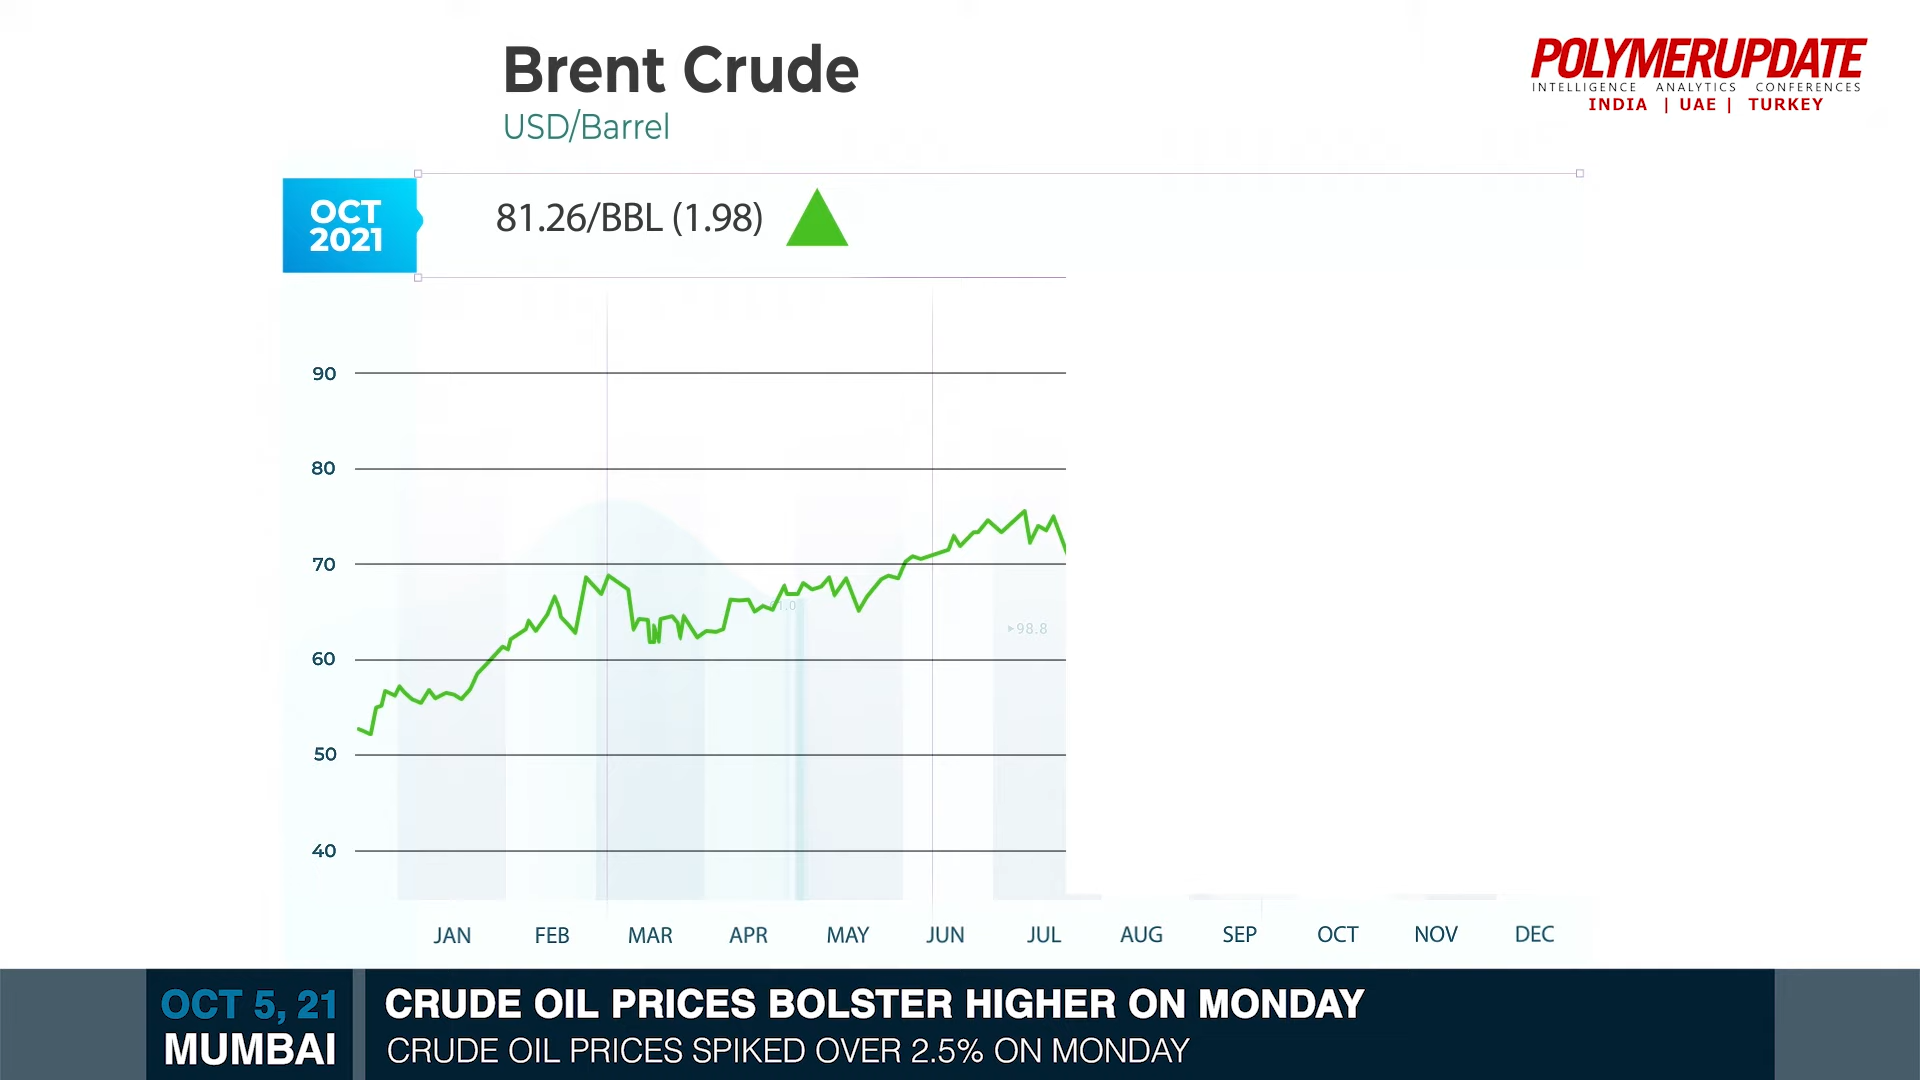 Brent Crude
USD/Barrel
POLYMERUPDATE
INTELLIGENCE ANALYTICS CONFERENCES
INDIA | UAE | TURKEY
OCT
2021
81.26/BBL (1.98)
90
80
70
60
50
40
98.8
JAN FEB MAR APR MAY JUN JUL AUG SEP OCT NOV DEC
OCT 5, 21
MUMBAI
CRUDE OIL PRICES BOLSTER HIGHER ON MONDAY
CRUDE OIL PRICES SPIKED OVER 2.5% ON MONDAY